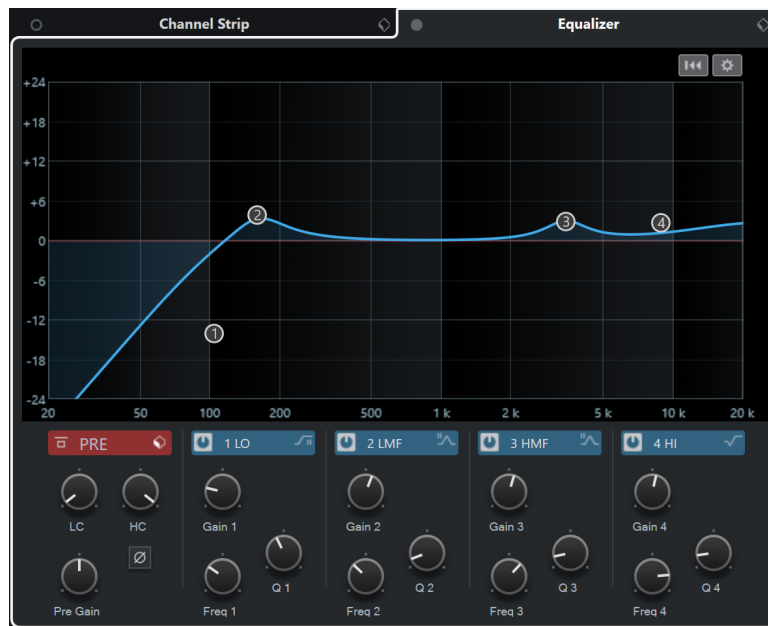 Channel Strip
Equalizer
+24
+18
+12
+6
0
-6
-12
-18
-24
2
3
4
1
20 50 100 200 500 1 k 2 k 5 k 10 k 20 k
PRE
1 LO
2 LMF
3 HMF
4 HI
LC HC Gain 1 Gain 2 Gain 3 Gain 4
Q 1 Q 2 Q 3 Q 4
Pre Gain Freq 1 Freq 2 Freq 3 Freq 4